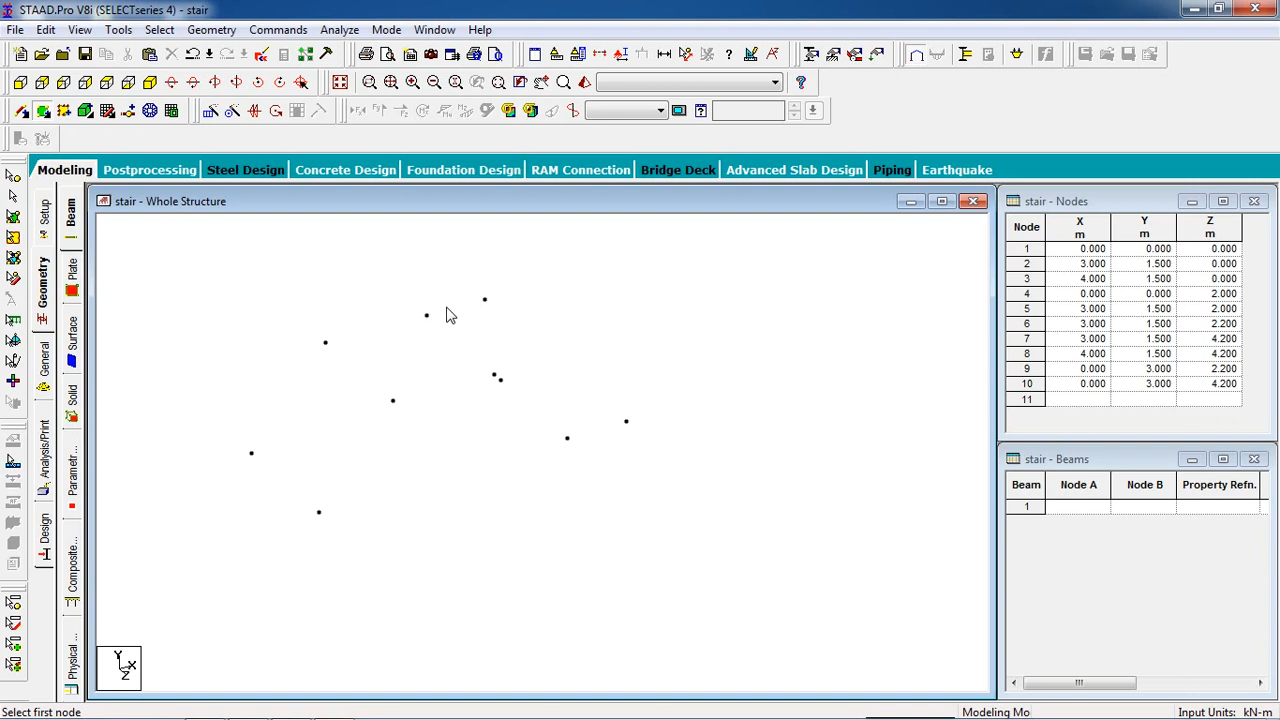 STAAD.Pro V8i (SELECTseries 4) - stair
File Edit View Tools Select Geometry Commands Analyze Mode Window Help
Modeling Postprocessing Steel Design Concrete Design Foundation Design RAM Connection Bridge Deck Advanced Slab Design Piping Earthquake
Setup
Geometry
General
Analysis/Print
Design
Beam
Plate
Surface
Solid
Parametr...
Composite...
Physical ...
stair - Whole Structure
Y
X
Z
stair - Nodes
Node X m Y m Z m
1 0.000 0.000 0.000
2 3.000 1.500 0.000
3 4.000 1.500 0.000
4 0.000 0.000 2.000
5 3.000 1.500 2.000
6 3.000 1.500 2.200
7 3.000 1.500 4.200
8 4.000 1.500 4.200
9 0.000 3.000 2.200
10 0.000 3.000 4.200
11
stair - Beams
Beam Node A Node B Property Refn.
1
Select first node Modeling Mo Input Units: kN-m